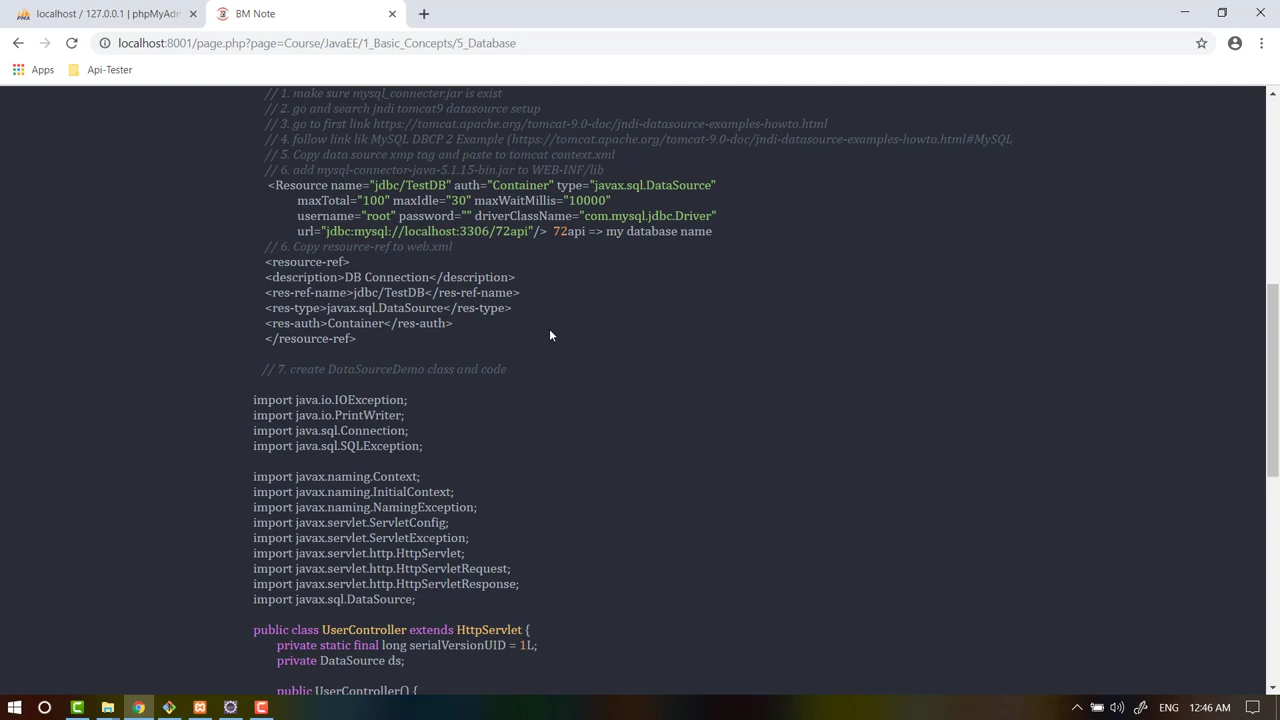 localhost / 127.0.0.1 | phpMyAdn
BM Note
localhost:8001/page.php?page=Course/JavaEE/1_Basic_Concepts/5_Database
Apps
Api-Tester
// 1. make sure mysql_connecter.jar is exist
// 2. go and search jndi tomcat9 datasource setup
// 3. go to first link https://tomcat.apache.org/tomcat-9.0-doc/jndi-datasource-examples-howto.html
// 4. follow link lik MySQL DBCP 2 Example (https://tomcat.apache.org/tomcat-9.0-doc/jndi-datasource-examples-howto.html#MySQL
// 5. Copy data source xmp tag and paste to tomcat context.xml
// 6. add mysql-connector-java-5.1.15-bin.jar to WEB-INF/lib
<Resource name="jdbc/TestDB" auth="Container" type="javax.sql.DataSource"
maxTotal="100" maxIdle="30" maxWaitMillis="10000"
username="root" password="" driverClassName="com.mysql.jdbc.Driver"
url="jdbc:mysql://localhost:3306/72api"/> 72api => my database name
// 6. Copy resource-ref to web.xml
<resource-ref>
<description>DB Connection</description>
<res-ref-name>jdbc/TestDB</res-ref-name>
<res-type>javax.sql.DataSource</res-type>
<res-auth>Container</res-auth>
</resource-ref>
// 7. create DataSourceDemo class and code
import java.io.IOException;
import java.io.PrintWriter;
import java.sql.Connection;
import java.sql.SQLException;
import javax.naming.Context;
import javax.naming.InitialContext;
import javax.naming.NamingException;
import javax.servlet.ServletConfig;
import javax.servlet.ServletException;
import javax.servlet.http.HttpServlet;
import javax.servlet.http.HttpServletRequest;
import javax.servlet.http.HttpServletResponse;
import javax.sql.DataSource;
public class UserController extends HttpServlet {
private static final long serialVersionUID = 1L;
private DataSource ds;
public UserController() {
ENG
12:46 AM